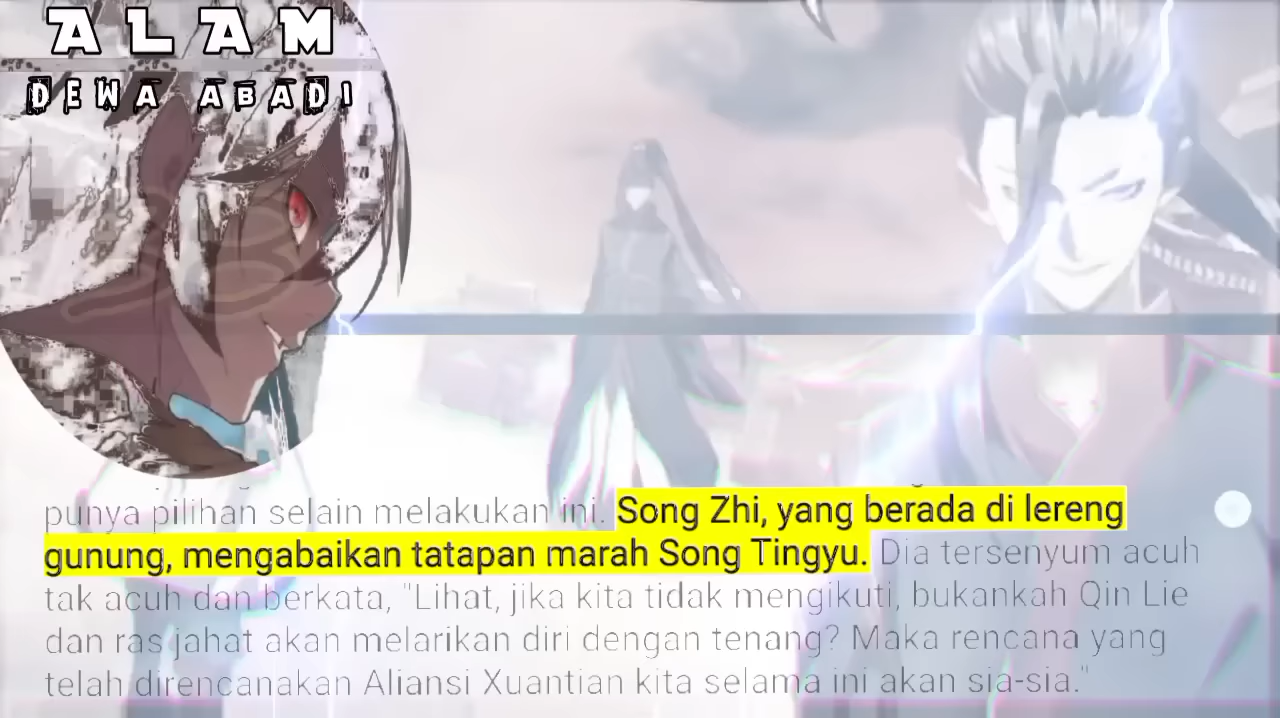 ALAM
DEWA ABADI
punya pilihan selain melakukan ini. Song Zhi, yang berada di lereng
gunung, mengabaikan tatapan marah Song Tingyu. Dia tersenyum acuh
tak acuh dan berkata, "Lihat, jika kita tidak mengikuti, bukankah Qin Lie
dan ras jahat akan melarikan diri dengan tenang? Maka rencana yang
telah direncanakan Aliansi Xuantian kita selama ini akan sia-sia."